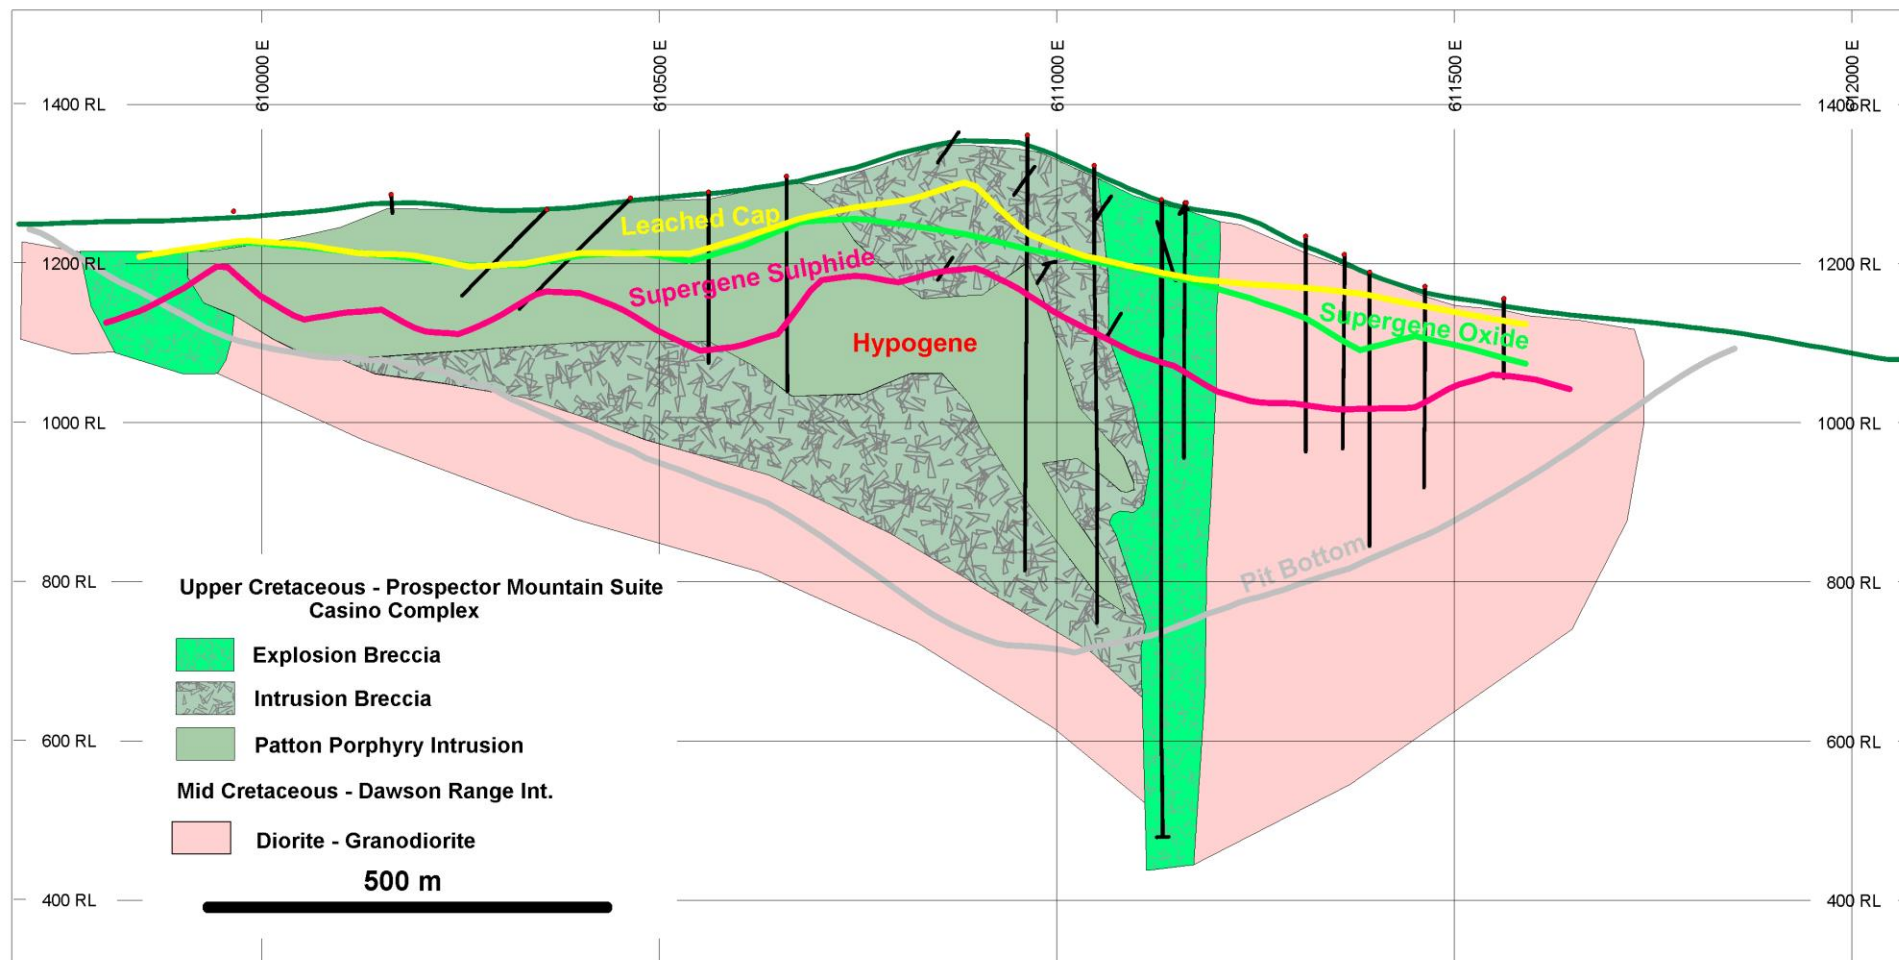 610000 E
610500 E
611000 E
611500 E
612000 E
1400 RL
1400 RL
Leached Cap
1200 RL
Supergene Sulphide
1200 RL
Supergene Oxide
Hypogene
1000 RL
1000 RL
Pit Bottom
800 RL
800 RL
Upper Cretaceous - Prospector Mountain Suite
Casino Complex
Explosion Breccia
Intrusion Breccia
Patton Porphyry Intrusion
600 RL
600 RL
Mid Cretaceous - Dawson Range Int.
Diorite - Granodiorite
500 m
400 RL
400 RL